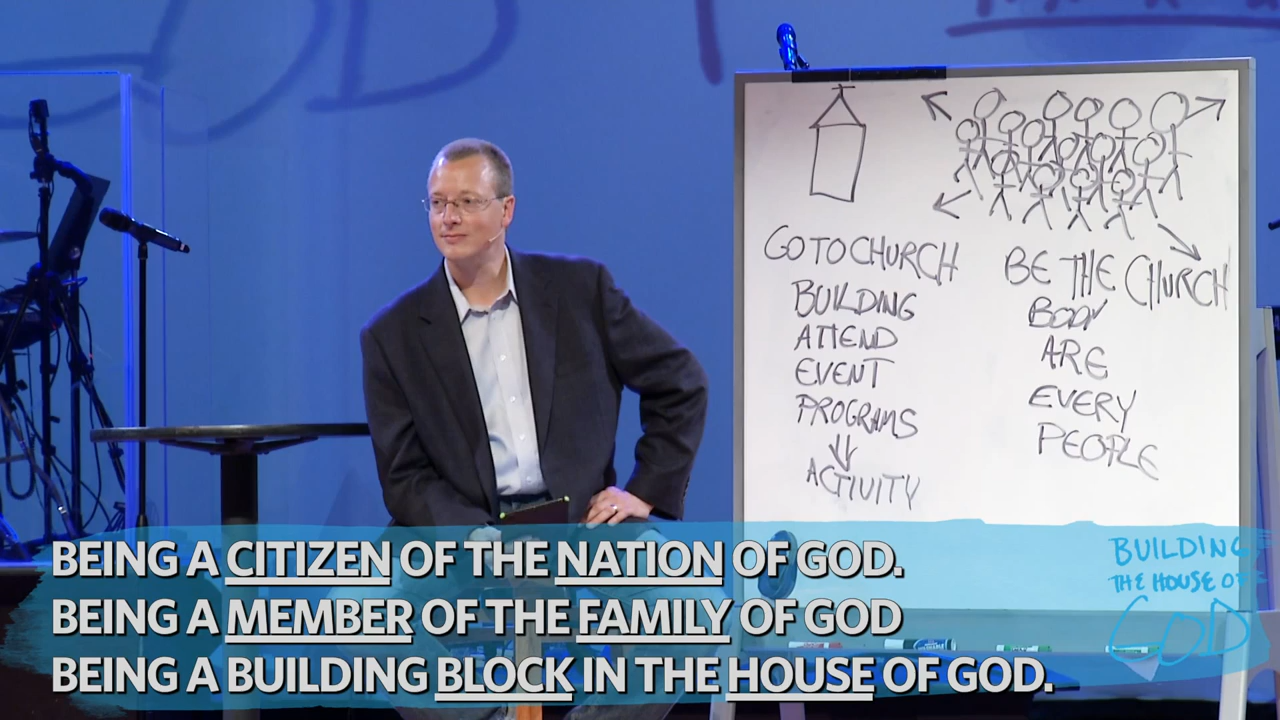 GO TO CHURCH
BUILDING
ATTEND
EVENT
PROGRAMS
ACTIVITY
BE THE CHURCH
BODY
ARE
EVERY
PEOPLE
BEING A CITIZEN OF THE NATION OF GOD.
BEING A MEMBER OF THE FAMILY OF GOD
BEING A BUILDING BLOCK IN THE HOUSE OF GOD.
BUILDING
THE HOUSE OF
GOD